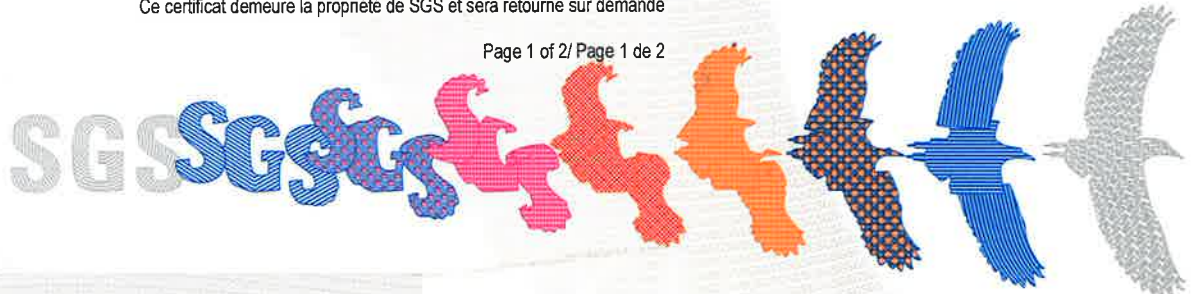 Ce certificat demeure la propriété de SGS et sera retourné sur demande
Page 1 of 2/ Page 1 de 2
SGS SGS SGS